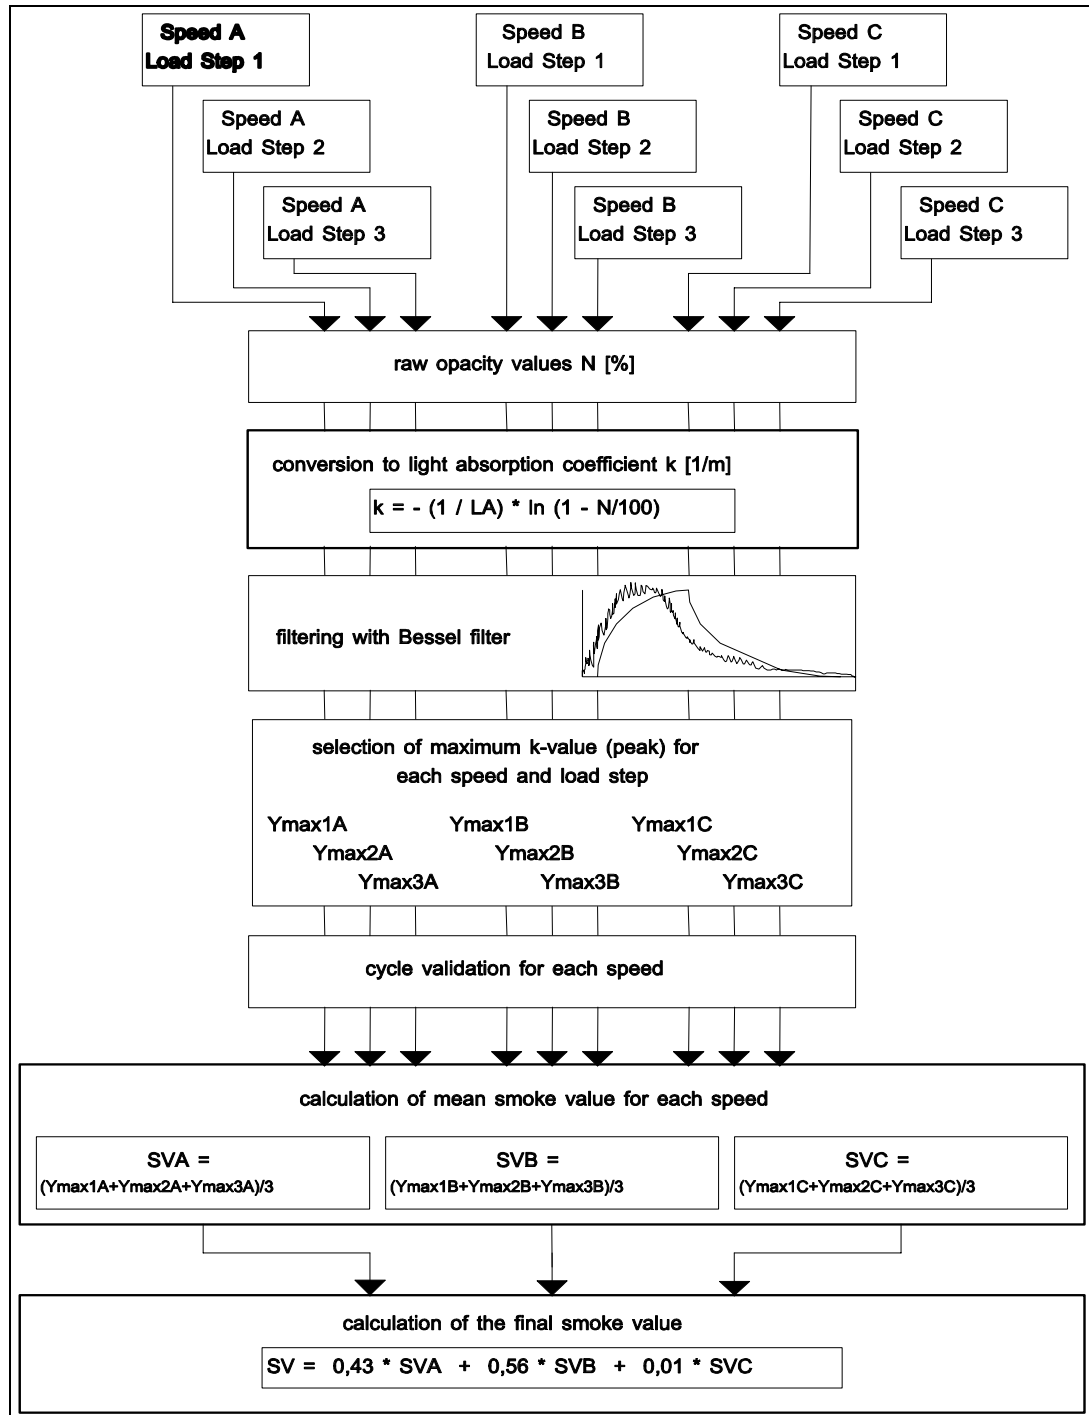 Speed A
Load Step 1
Speed B
Load Step 1
Speed C
Load Step 1
Speed A
Load Step 2
Speed B
Load Step 2
Speed C
Load Step 2
Speed A
Load Step 3
Speed B
Load Step 3
Speed C
Load Step 3
raw opacity values N [%]
conversion to light absorption coefficient k [1/m]
k = - (1 / LA) * ln (1 - N/100)
filtering with Bessel filter
selection of maximum k-value (peak) for
each speed and load step
Ymax1A Ymax1B Ymax1C
Ymax2A Ymax2B Ymax2C
Ymax3A Ymax3B Ymax3C
cycle validation for each speed
calculation of mean smoke value for each speed
SVA =
(Ymax1A+Ymax2A+Ymax3A)/3
SVB =
(Ymax1B+Ymax2B+Ymax3B)/3
SVC =
(Ymax1C+Ymax2C+Ymax3C)/3
calculation of the final smoke value
SV = 0,43 * SVA + 0,56 * SVB + 0,01 * SVC